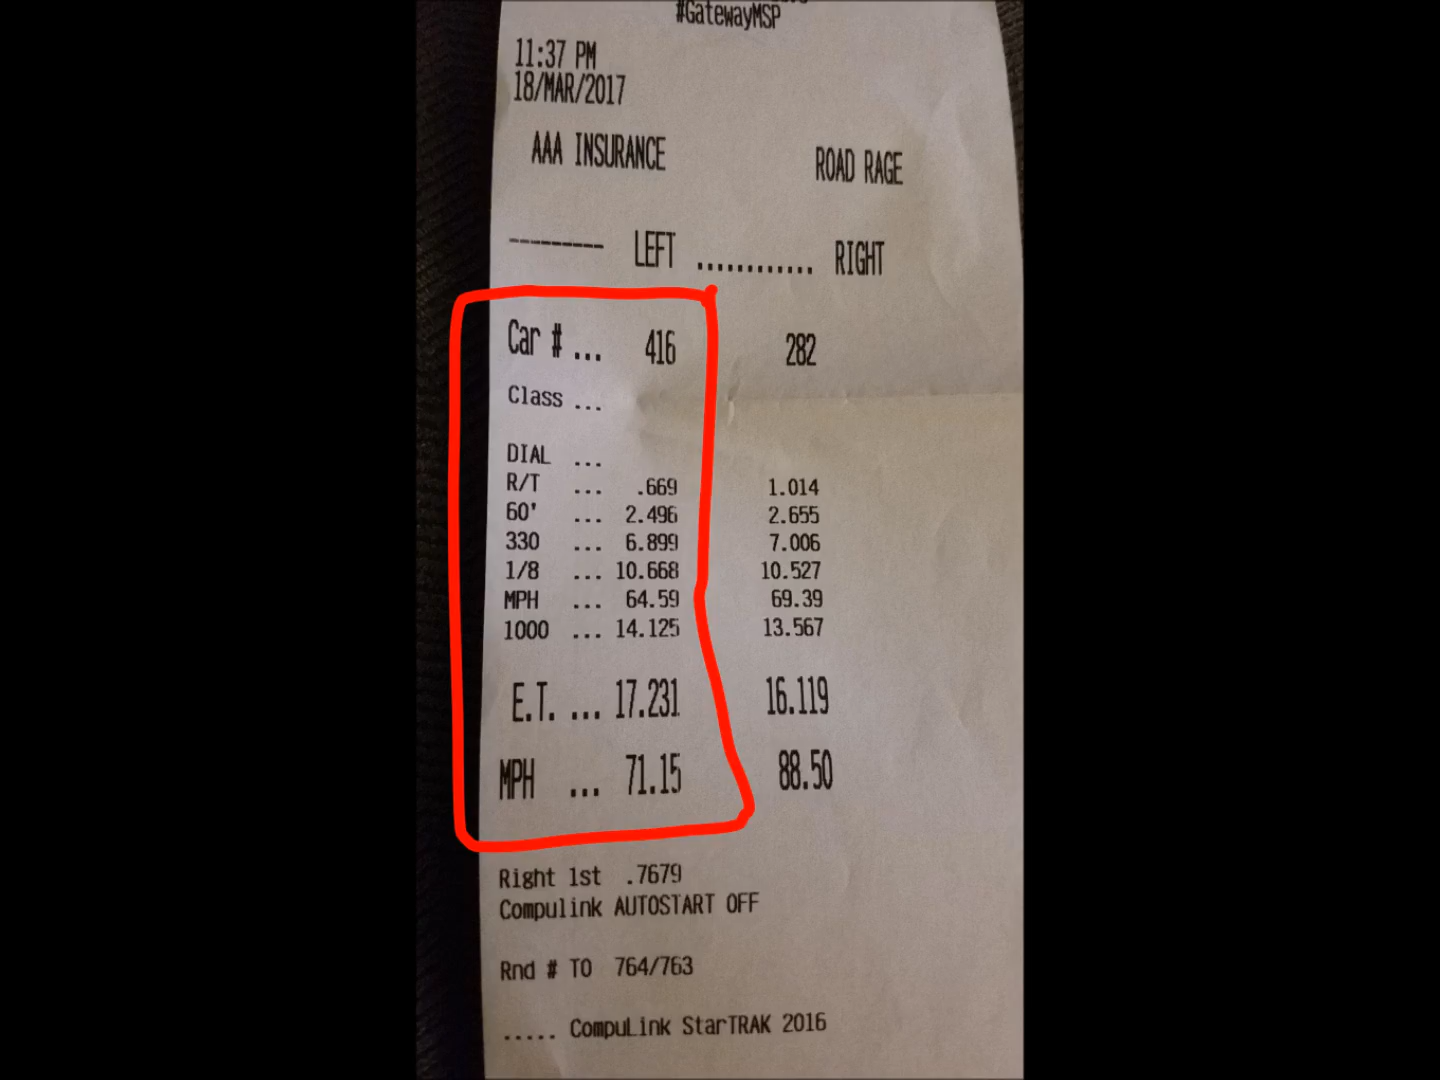 #GatewayMSP
11:37 PM
18/MAR/2017
AAA INSURANCE ROAD RAGE
--------- LEFT ............ RIGHT
Car # ... 416 282
Class ...
DIAL ...
R/T ... .669 1.014
60' ... 2.496 2.655
330 ... 6.899 7.006
1/8 ... 10.668 10.527
MPH ... 64.59 69.39
1000 ... 14.125 13.567
E.T. ... 17.231 16.119
MPH ... 71.15 88.50
Right 1st .7679
Compulink AUTOSTART OFF
Rnd # TO 764/763
..... CompuLink StarTRAK 2016